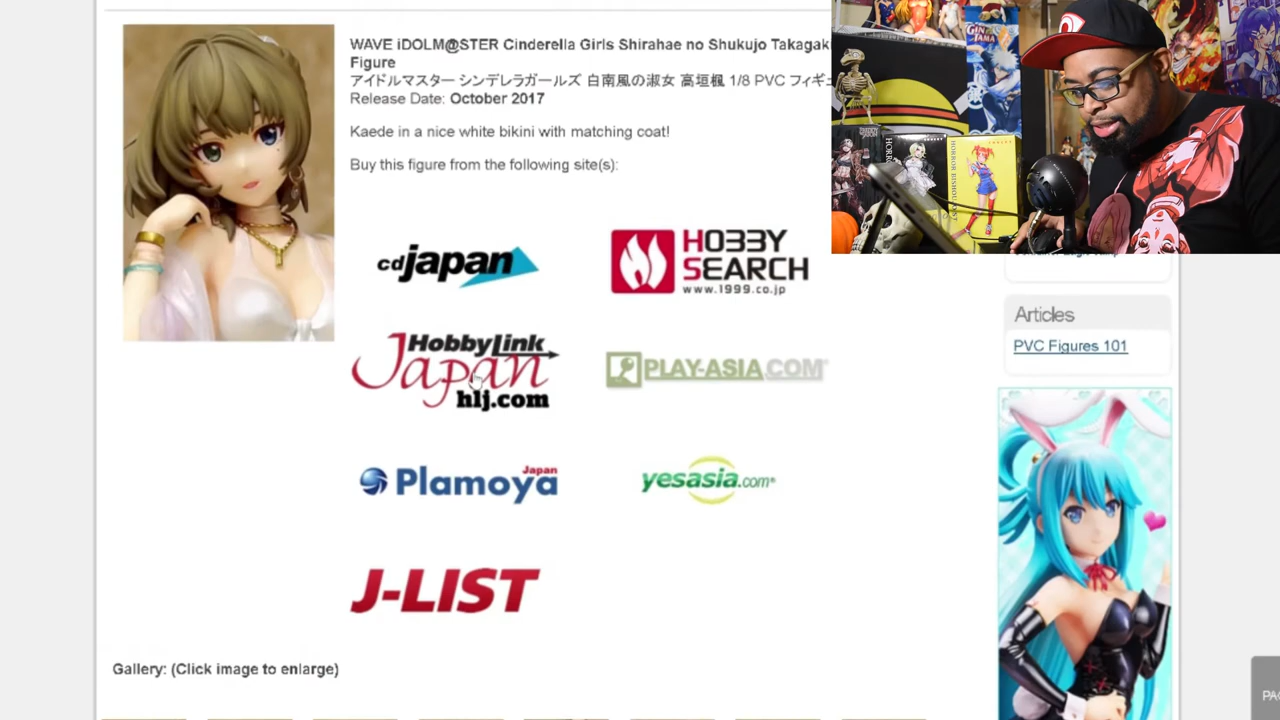 WAVE iDOLM@STER Cinderella Girls Shirahae no Shukujo Takagaki
Figure
アイドルマスター シンデレラガールズ 白南風の淑女 高垣楓 1/8 PVC フィギュ
Release Date: October 2017
Kaede in a nice white bikini with matching coat!
Buy this figure from the following site(s):
cdjapan
HOBBY
SEARCH
www.1999.co.jp
HobbyLink
Japan
hlj.com
PLAY-ASIA.COM
Plamoya Japan
yesasia.com
J-LIST
Gallery: (Click image to enlarge)
Articles
PVC Figures 101
GINTAMA